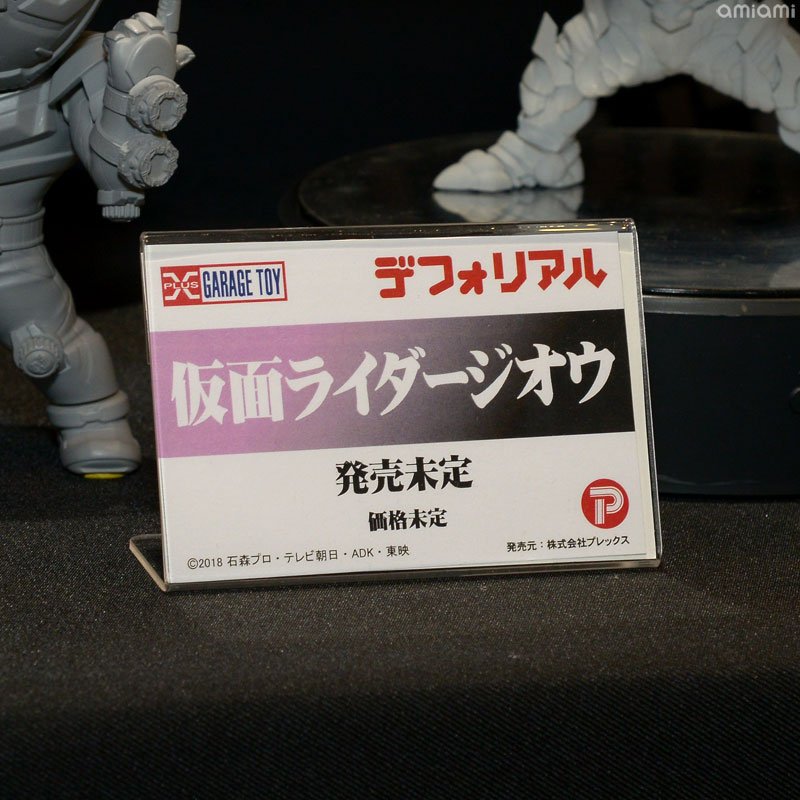 amiami
X PLUS GARAGE TOY
デフォリアル
仮面ライダージオウ
発売未定
価格未定
P
発売元：株式会社プレックス
©2018 石森プロ・テレビ朝日・ADK・東映